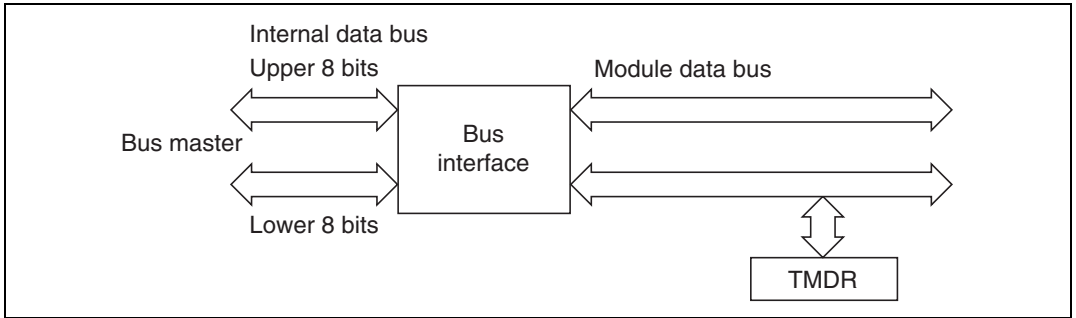 Internal data bus
Upper 8 bits
Module data bus
Bus master
Bus
interface
Lower 8 bits
TMDR